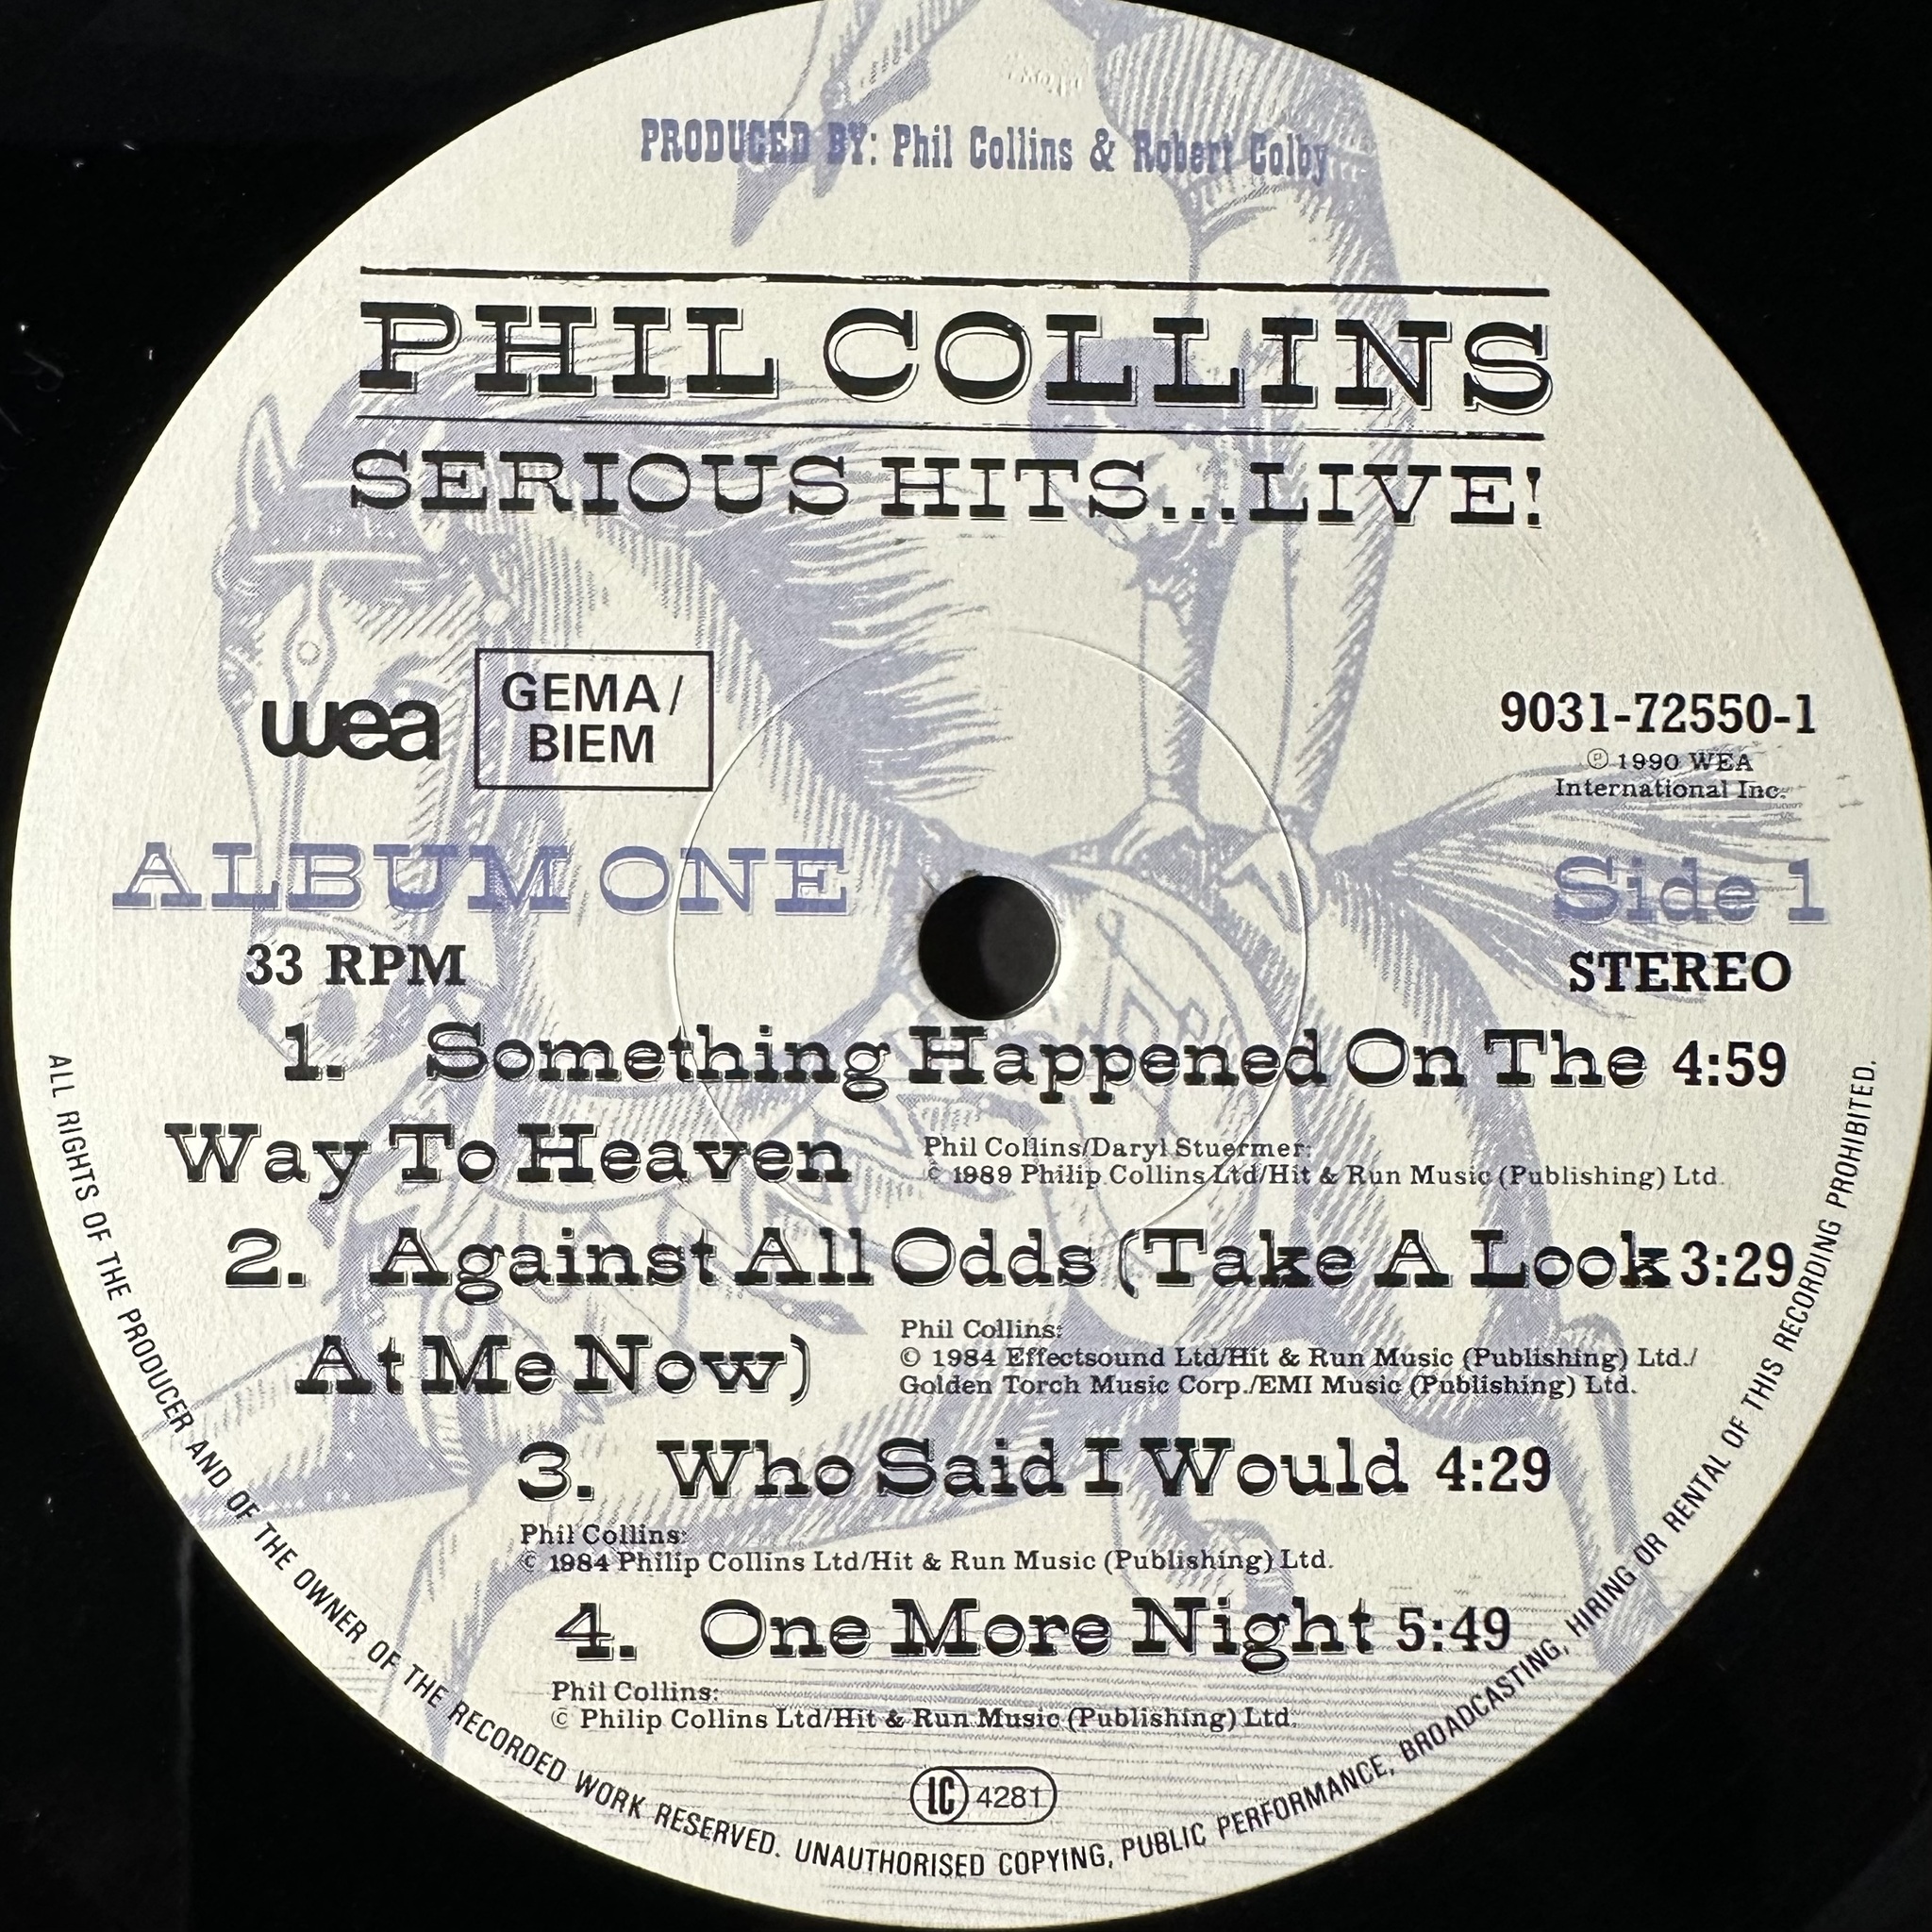 PRODUCED BY: Phil Collins & Robert Colby
PHIL COLLINS
SERIOUS HITS...LIVE!
wea
GEMA/
BIEM
9031-72550-1
℗ 1990 WEA
International Inc.
ALBUM ONE
Side 1
33 RPM
STEREO
1. Something Happened On The 4:59
Way To Heaven
Phil Collins/Daryl Stuermer:
© 1989 Philip Collins Ltd/Hit & Run Music (Publishing) Ltd.
2. Against All Odds (Take A Look 3:29
At Me Now)
Phil Collins:
© 1984 Effectsound Ltd/Hit & Run Music (Publishing) Ltd./
Golden Torch Music Corp./EMI Music (Publishing) Ltd.
3. Who Said I Would 4:29
Phil Collins:
© 1984 Philip Collins Ltd/Hit & Run Music (Publishing) Ltd.
4. One More Night 5:49
Phil Collins:
© Philip Collins Ltd/Hit & Run Music (Publishing) Ltd.
LC 4281
ALL RIGHTS OF THE PRODUCER AND OF THE OWNER OF THE RECORDED WORK RESERVED. UNAUTHORISED COPYING, PUBLIC PERFORMANCE, BROADCASTING, HIRING OR RENTAL OF THIS RECORDING PROHIBITED.